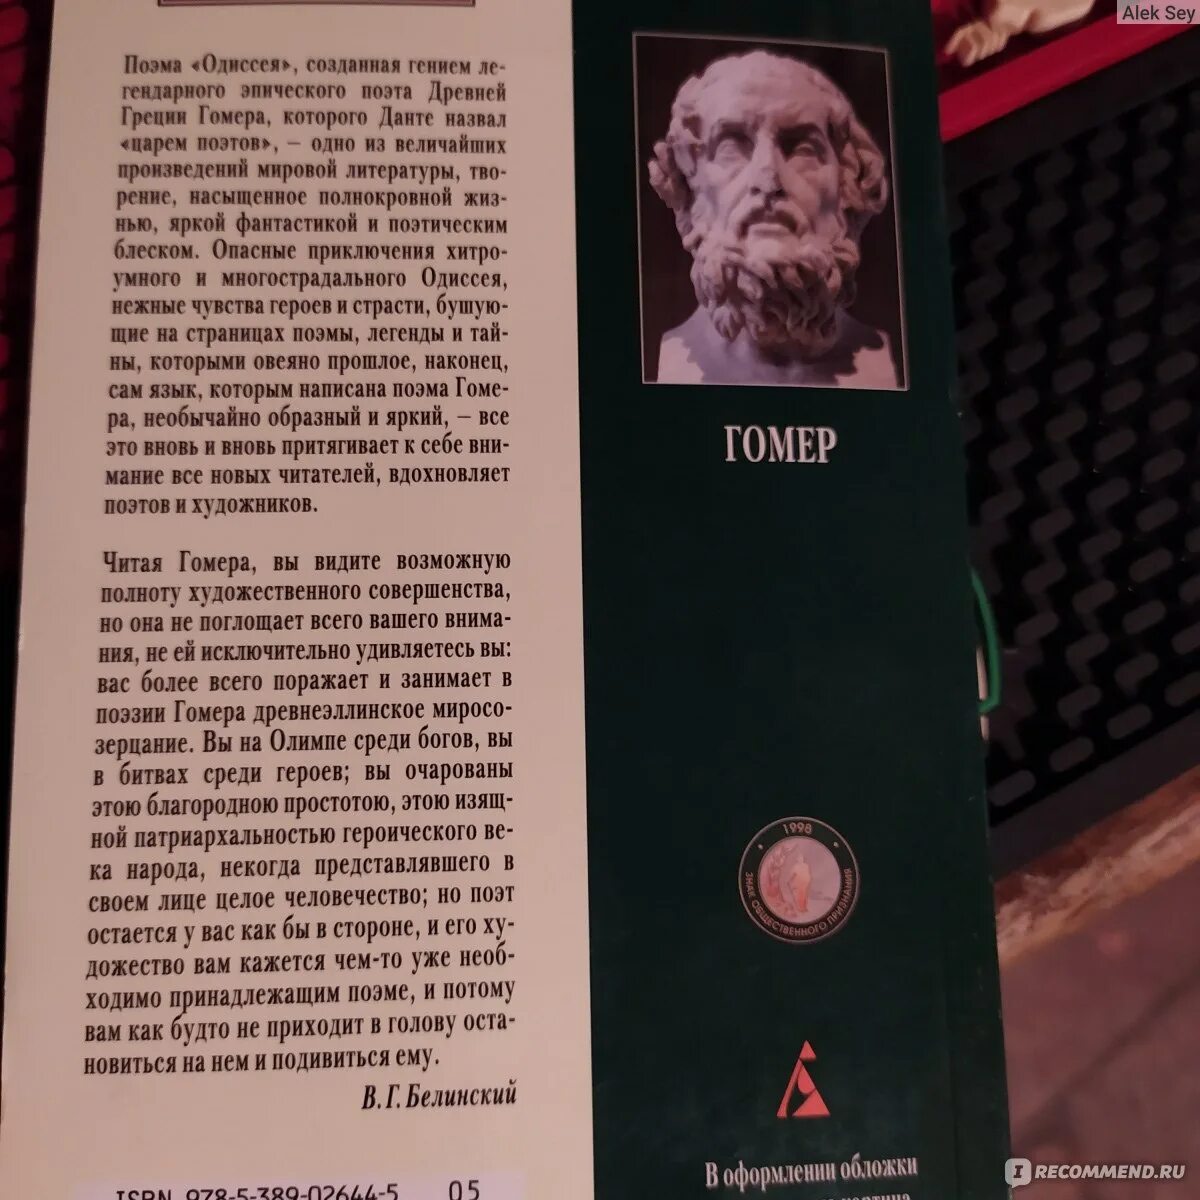 Alek Sey
Поэма «Одиссея», созданная гением ле-
гендарного эпического поэта Древней
Греции Гомера, которого Данте назвал
«царем поэтов», – одно из величайших
произведений мировой литературы, тво-
рение, насыщенное полнокровной жиз-
нью, яркой фантастикой и поэтическим
блеском. Опасные приключения хитро-
умного и многострадального Одиссея,
нежные чувства героев и страсти, бушую-
щие на страницах поэмы, легенды и тай-
ны, которыми овеяно прошлое, наконец,
сам язык, которым написана поэма Гоме-
ра, необычайно образный и яркий, – все
это вновь и вновь притягивает к себе вни-
мание все новых читателей, вдохновляет
поэтов и художников.
Читая Гомера, вы видите возможную
полноту художественного совершенства,
но она не поглощает всего вашего внима-
ния, не ей исключительно удивляетесь вы:
вас более всего поражает и занимает в
поэзии Гомера древнеэллинское миросо-
зерцание. Вы на Олимпе среди богов, вы
в битвах среди героев; вы очарованы
этою благородною простотою, этою изящ-
ной патриархальностью героического ве-
ка народа, некогда представлявшего в
своем лице целое человечество; но поэт
остается у вас как бы в стороне, и его ху-
дожество вам кажется чем-то уже необ-
ходимо принадлежащим поэме, и потому
вам как будто не приходит в голову оста-
новиться на нем и подивиться ему.
В. Г. Белинский
ISBN 978-5-389-02644-5 05
ГОМЕР
1998
ЗНАК ОБЩЕСТВЕННОГО ПРИЗНАНИЯ
В оформлении обложки
картина
IRECOMMEND.RU